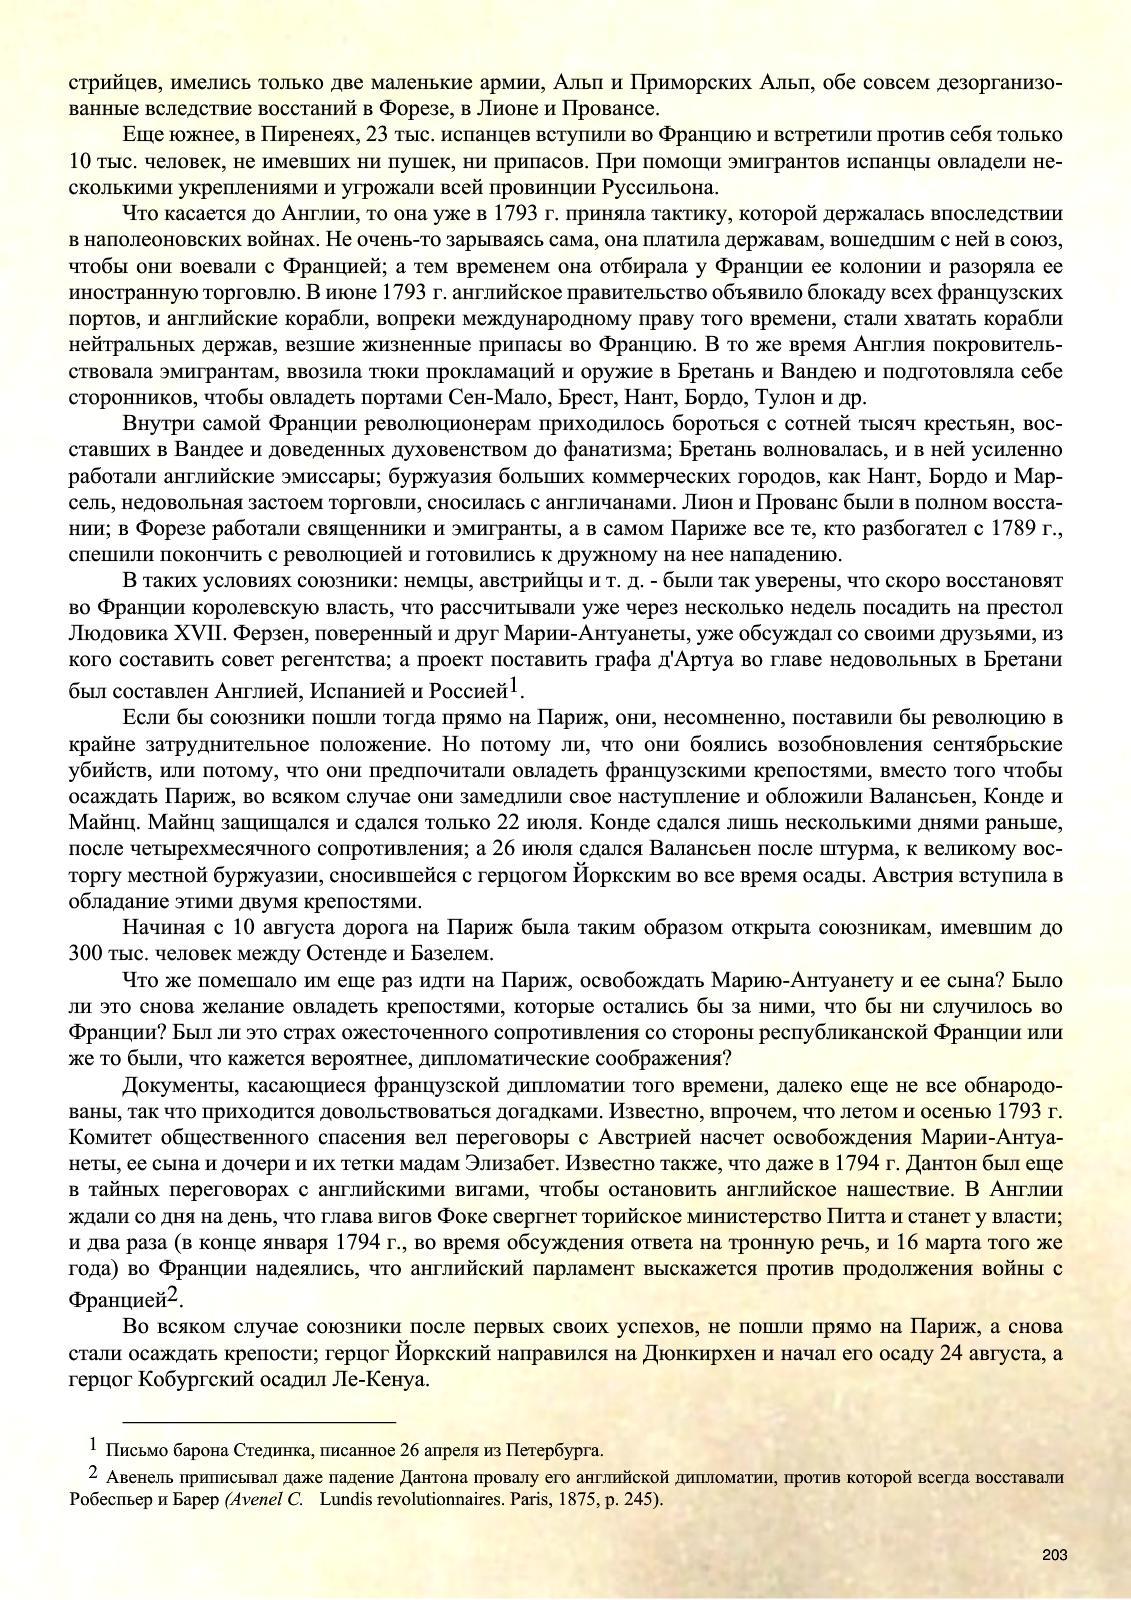 стрийцев, имелись только две маленькие армии, Альп и Приморских Альп, обе совсем дезорганизо-
ванные вследствие восстаний в Форезе, в Лионе и Провансе.
Еще южнее, в Пиренеях, 23 тыс. испанцев вступили во Францию и встретили против себя только
10 тыс. человек, не имевших ни пушек, ни припасов. При помощи эмигрантов испанцы овладели не-
сколькими укреплениями и угрожали всей провинции Руссильона.
Что касается до Англии, то она уже в 1793 г. приняла тактику, которой держалась впоследствии
в наполеоновских войнах. Не очень-то зарываясь сама, она платила державам, вошедшим с ней в союз,
чтобы они воевали с Францией; а тем временем она отбирала у Франции ее колонии и разоряла ее
иностранную торговлю. В июне 1793 г. английское правительство объявило блокаду всех французских
портов, и английские корабли, вопреки международному праву того времени, стали хватать корабли
нейтральных держав, везшие жизненные припасы во Францию. В то же время Англия покровитель-
ствовала эмигрантам, ввозила тюки прокламаций и оружие в Бретань и Вандею и подготовляла себе
сторонников, чтобы овладеть портами Сен-Мало, Брест, Нант, Бордо, Тулон и др.
Внутри самой Франции революционерам приходилось бороться с сотней тысяч крестьян, вос-
ставших в Вандее и доведенных духовенством до фанатизма; Бретань волновалась, и в ней усиленно
работали английские эмиссары; буржуазия больших коммерческих городов, как Нант, Бордо и Мар-
сель, недовольная застоем торговли, сносилась с англичанами. Лион и Прованс были в полном восста-
нии; в Форезе работали священники и эмигранты, а в самом Париже все те, кто разбогател с 1789 г.,
спешили покончить с революцией и готовились к дружному на нее нападению.
В таких условиях союзники: немцы, австрийцы и т. д. - были так уверены, что скоро восстановят
во Франции королевскую власть, что рассчитывали уже через несколько недель посадить на престол
Людовика XVII. Ферзен, поверенный и друг Марии-Антуанеты, уже обсуждал со своими друзьями, из
кого составить совет регентства; а проект поставить графа д'Артуа во главе недовольных в Бретани
был составлен Англией, Испанией и Россией1.
Если бы союзники пошли тогда прямо на Париж, они, несомненно, поставили бы революцию в
крайне затруднительное положение. Но потому ли, что они боялись возобновления сентябрьские
убийств, или потому, что они предпочитали овладеть французскими крепостями, вместо того чтобы
осаждать Париж, во всяком случае они замедлили свое наступление и обложили Валансьен, Конде и
Майнц. Майнц защищался и сдался только 22 июля. Конде сдался лишь несколькими днями раньше,
после четырехмесячного сопротивления; а 26 июля сдался Валансьен после штурма, к великому вос-
торгу местной буржуазии, сносившейся с герцогом Йоркским во все время осады. Австрия вступила в
обладание этими двумя крепостями.
Начиная с 10 августа дорога на Париж была таким образом открыта союзникам, имевшим до
300 тыс. человек между Остенде и Базелем.
Что же помешало им еще раз идти на Париж, освобождать Марию-Антуанету и ее сына? Было
ли это снова желание овладеть крепостями, которые остались бы за ними, что бы ни случилось во
Франции? Был ли это страх ожесточенного сопротивления со стороны республиканской Франции или
же то были, что кажется вероятнее, дипломатические соображения?
Документы, касающиеся французской дипломатии того времени, далеко еще не все обнародо-
ваны, так что приходится довольствоваться догадками. Известно, впрочем, что летом и осенью 1793 г.
Комитет общественного спасения вел переговоры с Австрией насчет освобождения Марии-Антуа-
неты, ее сына и дочери и их тетки мадам Элизабет. Известно также, что даже в 1794 г. Дантон был еще
в тайных переговорах с английскими вигами, чтобы остановить английское нашествие. В Англии
ждали со дня на день, что глава вигов Фоке свергнет торийское министерство Питта и станет у власти;
и два раза (в конце января 1794 г., во время обсуждения ответа на тронную речь, и 16 марта того же
года) во Франции надеялись, что английский парламент выскажется против продолжения войны с
Францией2.
Во всяком случае союзники после первых своих успехов, не пошли прямо на Париж, а снова
стали осаждать крепости; герцог Йоркский направился на Дюнкирхен и начал его осаду 24 августа, а
герцог Кобургский осадил Ле-Кенуа.
1 Письмо барона Стединка, писанное 26 апреля из Петербурга.
2 Авенель приписывал даже падение Дантона провалу его английской дипломатии, против которой всегда восставали
Робеспьер и Барер (Avenel C. Lundis revolutionnaires. Paris, 1875, p. 245).
203